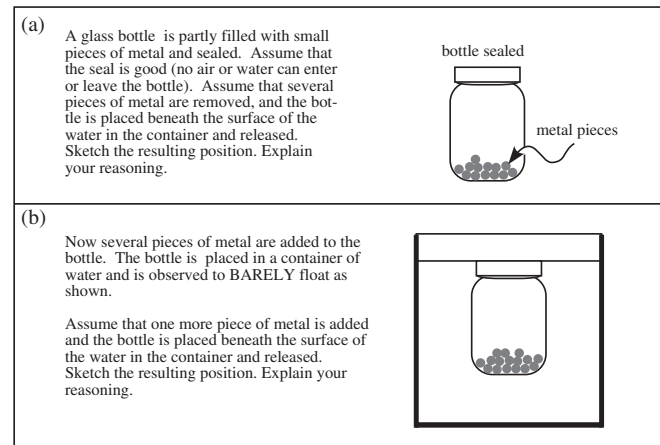 (a)
A glass bottle is partly filled with small
pieces of metal and sealed. Assume that
the seal is good (no air or water can enter
or leave the bottle). Assume that several
pieces of metal are removed, and the bot-
tle is placed beneath the surface of the
water in the container and released.
Sketch the resulting position. Explain
your reasoning.
bottle sealed
metal pieces
(b)
Now several pieces of metal are added to the
bottle. The bottle is placed in a container of
water and is observed to BARELY float as
shown.
Assume that one more piece of metal is added
and the bottle is placed beneath the surface of
the water in the container and released.
Sketch the resulting position. Explain your
reasoning.